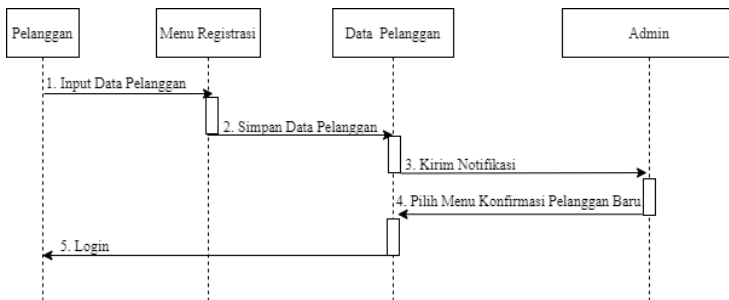 Pelanggan
Menu Registrasi
Data Pelanggan
Admin
1. Input Data Pelanggan
2. Simpan Data Pelanggan
3. Kirim Notifikasi
4. Pilih Menu Konfirmasi Pelanggan Baru
5. Login